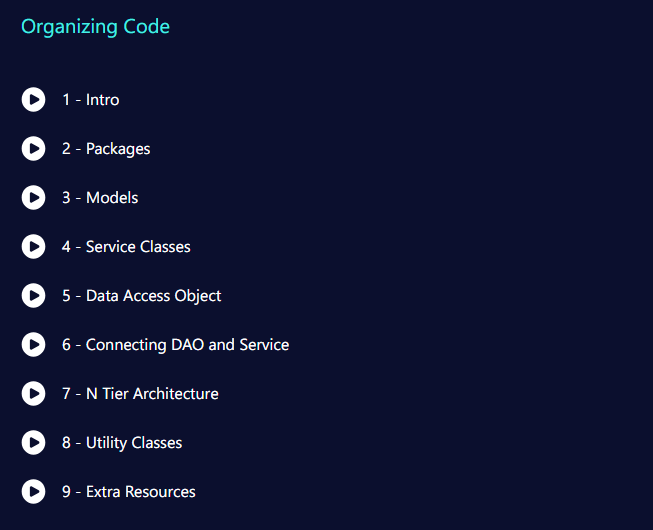 Organizing Code
1 - Intro
2 - Packages
3 - Models
4 - Service Classes
5 - Data Access Object
6 - Connecting DAO and Service
7 - N Tier Architecture
8 - Utility Classes
9 - Extra Resources